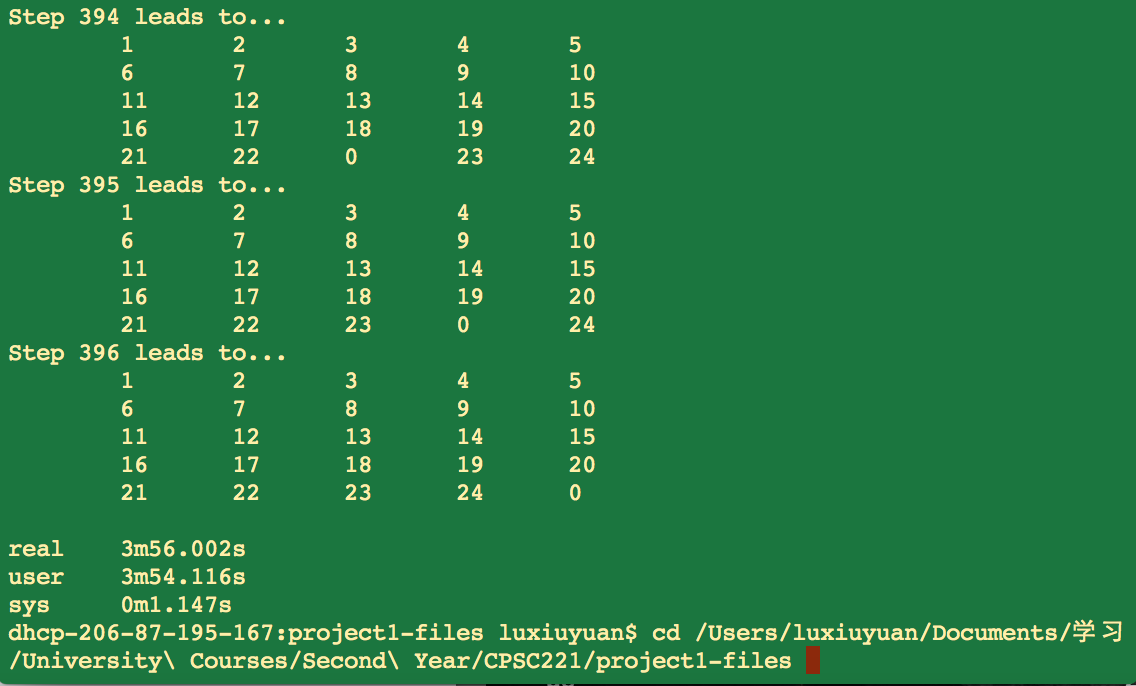 Step 394 leads to...
1 2 3 4 5
6 7 8 9 10
11 12 13 14 15
16 17 18 19 20
21 22 0 23 24
Step 395 leads to...
1 2 3 4 5
6 7 8 9 10
11 12 13 14 15
16 17 18 19 20
21 22 23 0 24
Step 396 leads to...
1 2 3 4 5
6 7 8 9 10
11 12 13 14 15
16 17 18 19 20
21 22 23 24 0
real 3m56.002s
user 3m54.116s
sys 0m1.147s
dhcp-206-87-195-167:project1-files luxiuyuan$ cd /Users/luxiuyuan/Documents/学习
/University\ Courses/Second\ Year/CPSC221/project1-files